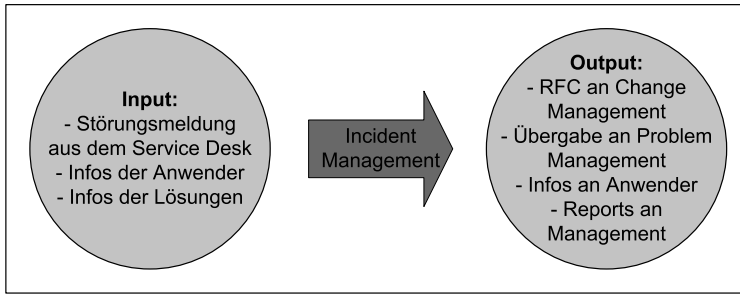 Input:
- Störungsmeldung
aus dem Service Desk
- Infos der Anwender
- Infos der Lösungen
Incident
Management
Output:
- RFC an Change
Management
- Übergabe an Problem
Management
- Infos an Anwender
- Reports an
Management